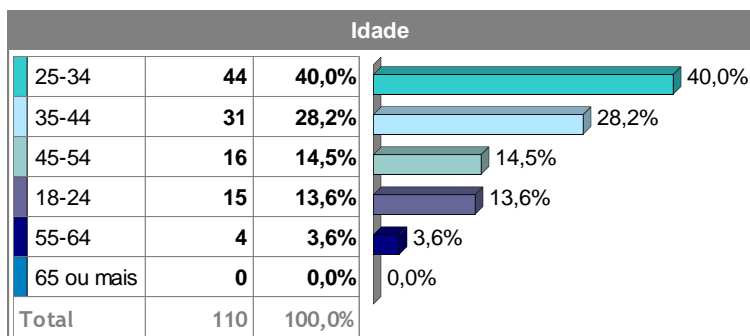 Idade
25-34 44 40,0% 40,0%
35-44 31 28,2% 28,2%
45-54 16 14,5% 14,5%
18-24 15 13,6% 13,6%
55-64 4 3,6% 3,6%
65 ou mais 0 0,0% 0,0%
Total 110 100,0%